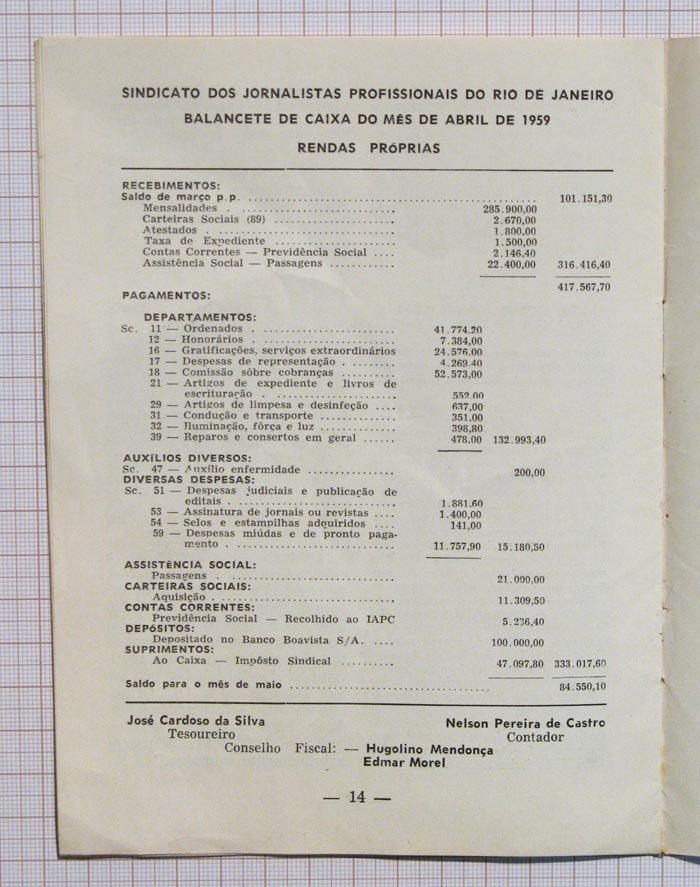 SINDICATO DOS JORNALISTAS PROFISSIONAIS DO RIO DE JANEIRO
BALANCETE DE CAIXA DO MÊS DE ABRIL DE 1959
RENDAS PRÓPRIAS
RECEBIMENTOS:
Saldo de março p.p. .......... 101.151,30
Mensalidades .......... 285.900,00
Carteiras Sociais (89) .......... 2.670,00
Atestados .......... 1.800,00
Taxa de Expediente .......... 1.500,00
Contas Correntes — Previdência Social .... 2.146,40
Assistência Social — Passagens .......... 22.400,00 316.416,40
417.567,70
PAGAMENTOS:
DEPARTAMENTOS:
Sc. 11 — Ordenados .......... 41.774,20
12 — Honorários .......... 7.384,00
16 — Gratificações, serviços extraordinários 24.576,00
17 — Despesas de representação .......... 4.269,40
18 — Comissão sôbre cobranças .......... 52.573,00
21 — Artigos de expediente e livros de
escrituração .......... 552,00
29 — Artigos de limpesa e desinfeção .... 637,00
31 — Condução e transporte .......... 351,00
32 — Iluminação, fôrça e luz .......... 398,80
39 — Reparos e consertos em geral ...... 478,00 132.993,40
AUXÍLIOS DIVERSOS:
Sc. 47 — Auxílio enfermidade .......... 200,00
DIVERSAS DESPESAS:
Sc. 51 — Despesas judiciais e publicação de
editais .......... 1.881,60
53 — Assinatura de jornais ou revistas .... 1.400,00
54 — Selos e estampilhas adquiridos .... 141,00
59 — Despesas miúdas e de pronto paga-
mento .......... 11.757,90 15.180,50
ASSISTÊNCIA SOCIAL:
Passagens .......... 21.000,00
CARTEIRAS SOCIAIS:
Aquisição .......... 11.309,50
CONTAS CORRENTES:
Previdência Social — Recolhido ao IAPC 5.236,40
DEPÓSITOS:
Depositado no Banco Boavista S/A. .... 100.000,00
SUPRIMENTOS:
Ao Caixa — Impôsto Sindical .......... 47.097,80 333.017,60
Saldo para o mês de maio .......... 84.550,10
José Cardoso da Silva Nelson Pereira de Castro
Tesoureiro Contador
Conselho Fiscal: — Hugolino Mendonça
Edmar Morel
— 14 —